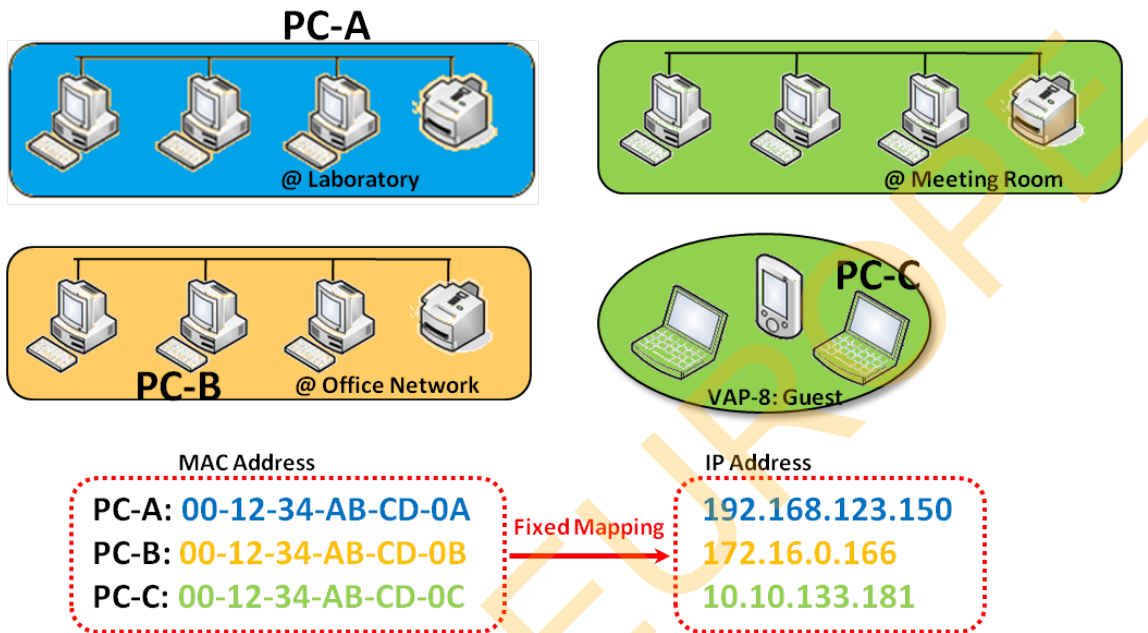 PC-A
@ Laboratory
@ Meeting Room
PC-B
@ Office Network
PC-C
VAP-8: Guest
MAC Address
IP Address
PC-A: 00-12-34-AB-CD-0A
PC-B: 00-12-34-AB-CD-0B
PC-C: 00-12-34-AB-CD-0C
Fixed Mapping
192.168.123.150
172.16.0.166
10.10.133.181
EUROPE